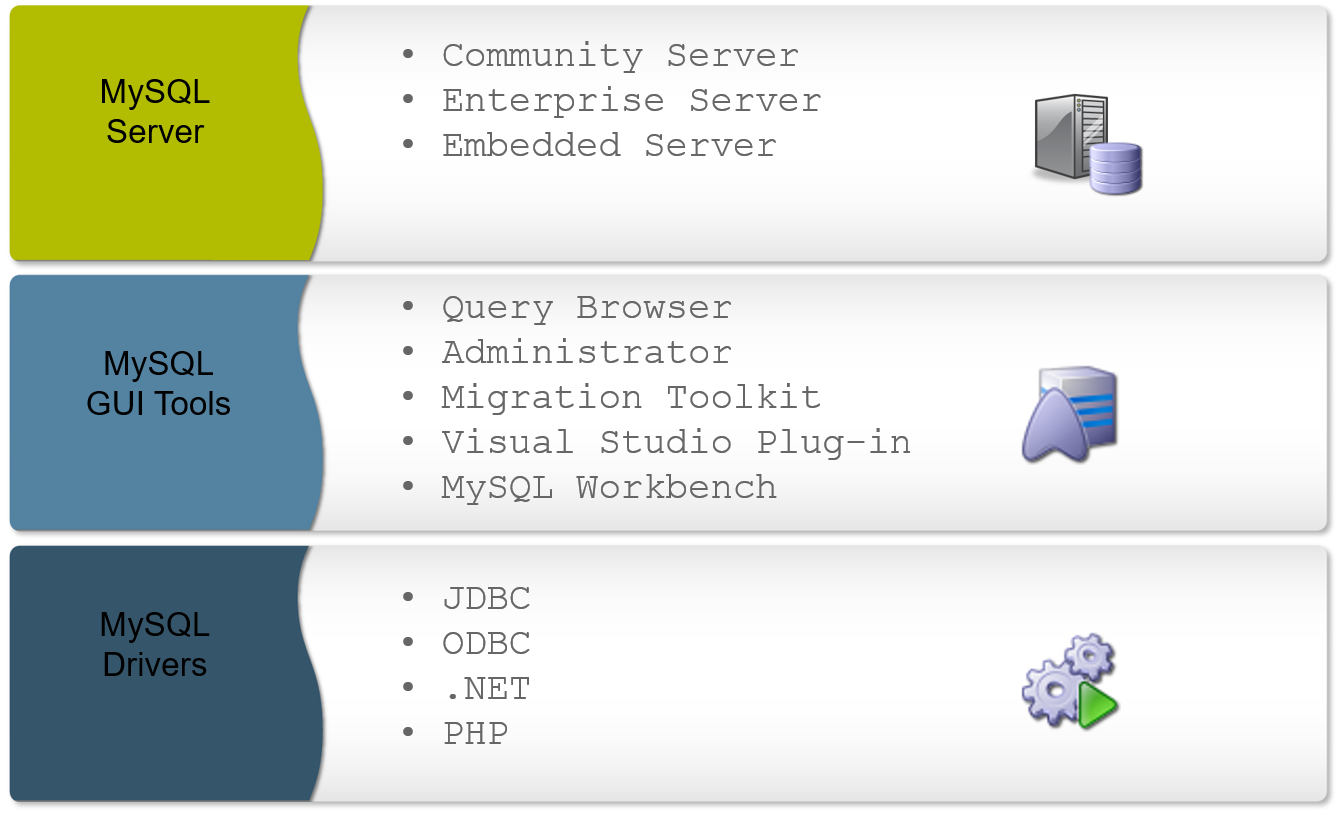 MySQL
Server
• Community Server
• Enterprise Server
• Embedded Server
MySQL
GUI Tools
• Query Browser
• Administrator
• Migration Toolkit
• Visual Studio Plug-in
• MySQL Workbench
MySQL
Drivers
• JDBC
• ODBC
• .NET
• PHP